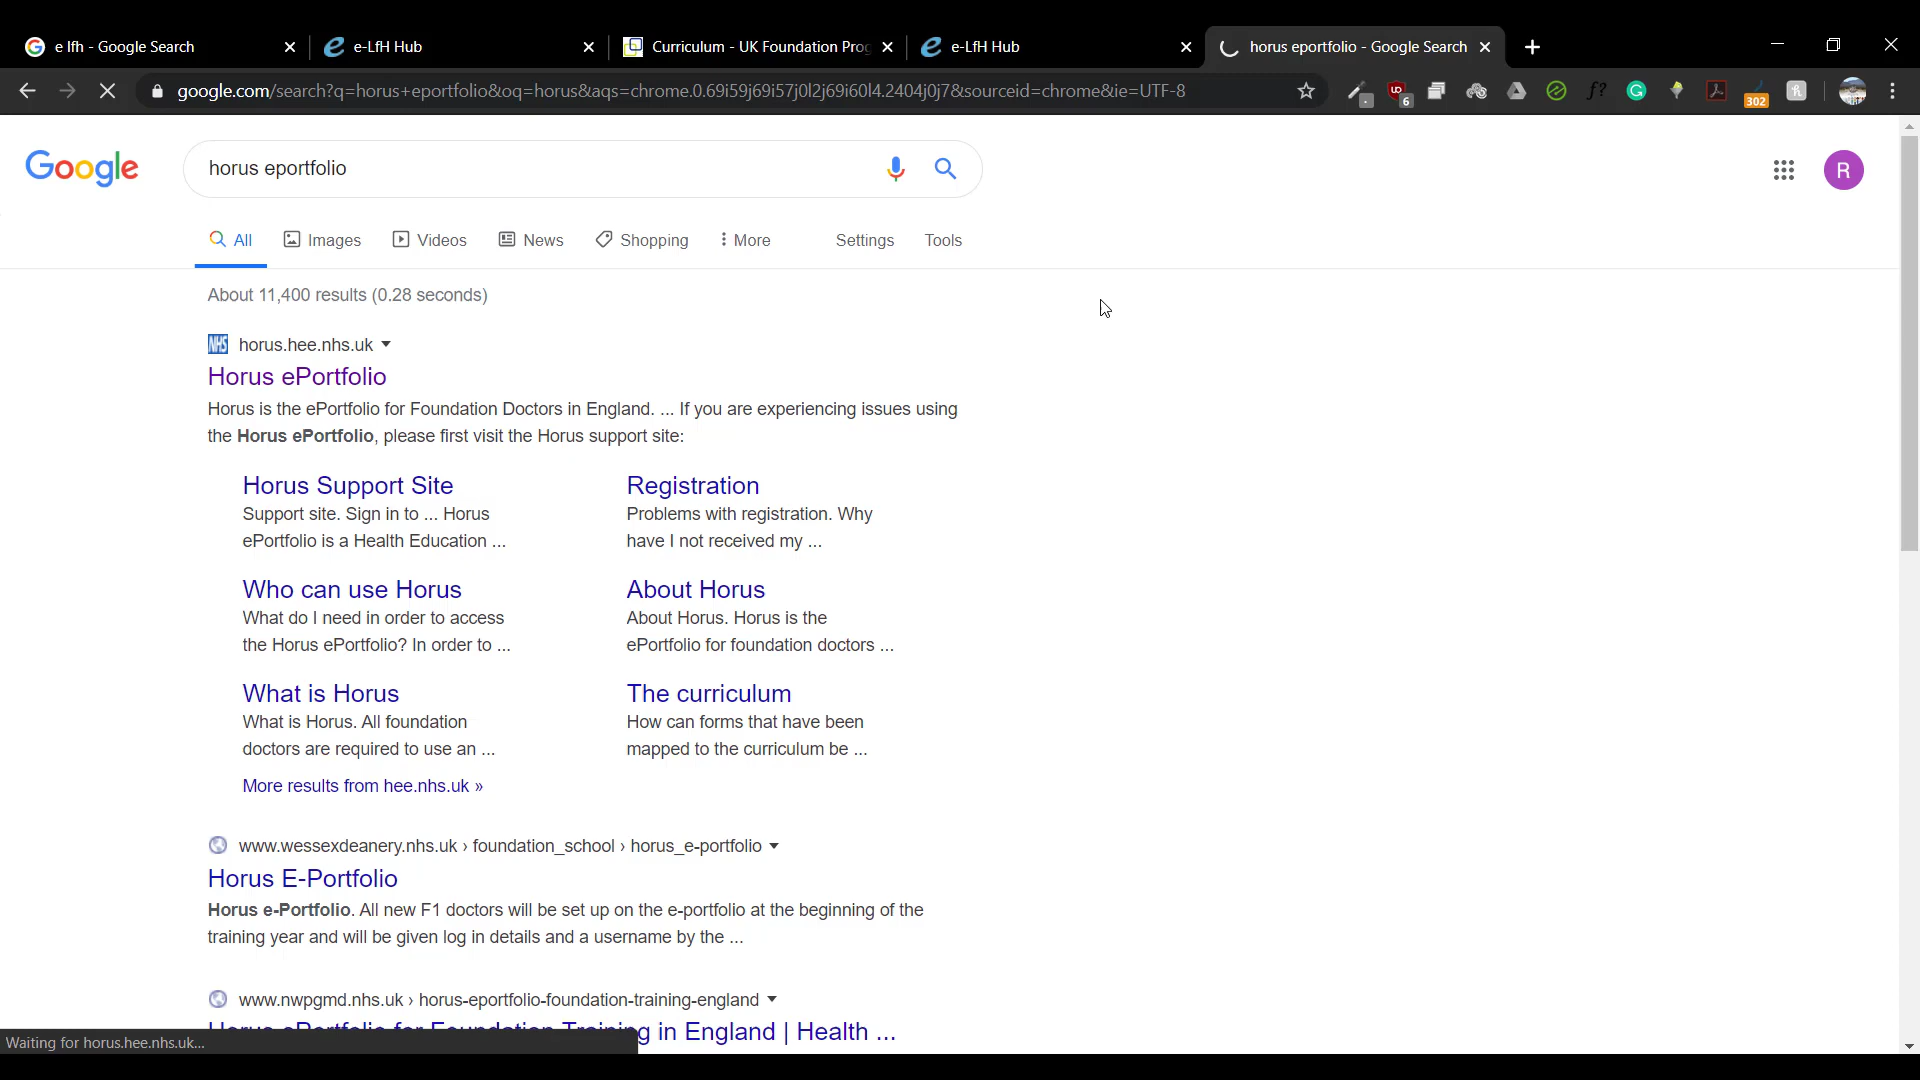 e lfh - Google Search
e-LfH Hub
Curriculum - UK Foundation Prog
e-LfH Hub
horus eportfolio - Google Search
google.com/search?q=horus+eportfolio&oq=horus&aqs=chrome.0.69i59j69i57j0l2j69i60l4.2404j0j7&sourceid=chrome&ie=UTF-8
6
f?
302
Google
horus eportfolio
R
All
Images
Videos
News
Shopping
More
Settings
Tools
About 11,400 results (0.28 seconds)
NHS horus.hee.nhs.uk
Horus ePortfolio
Horus is the ePortfolio for Foundation Doctors in England. ... If you are experiencing issues using
the Horus ePortfolio, please first visit the Horus support site:
Horus Support Site
Support site. Sign in to ... Horus
ePortfolio is a Health Education ...
Registration
Problems with registration. Why
have I not received my ...
Who can use Horus
What do I need in order to access
the Horus ePortfolio? In order to ...
About Horus
About Horus. Horus is the
ePortfolio for foundation doctors ...
What is Horus
What is Horus. All foundation
doctors are required to use an ...
The curriculum
How can forms that have been
mapped to the curriculum be ...
More results from hee.nhs.uk »
www.wessexdeanery.nhs.uk › foundation_school › horus_e-portfolio
Horus E-Portfolio
Horus e-Portfolio. All new F1 doctors will be set up on the e-portfolio at the beginning of the
training year and will be given log in details and a username by the ...
www.nwpgmd.nhs.uk › horus-eportfolio-foundation-training-england
Horus ePortfolio for Foundation Training in England | Health ...
Waiting for horus.hee.nhs.uk...